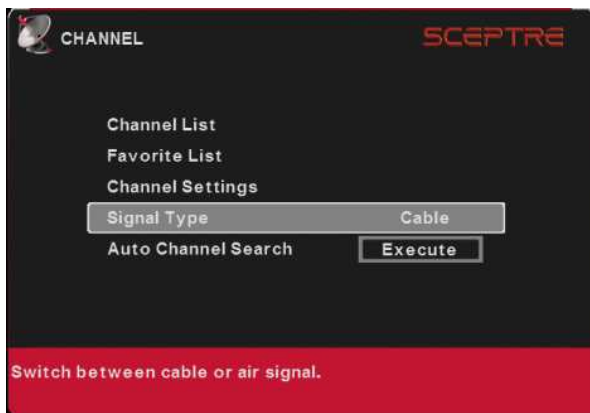 CHANNEL
SCEPTRE
Channel List
Favorite List
Channel Settings
Signal Type Cable
Auto Channel Search Execute
Switch between cable or air signal.